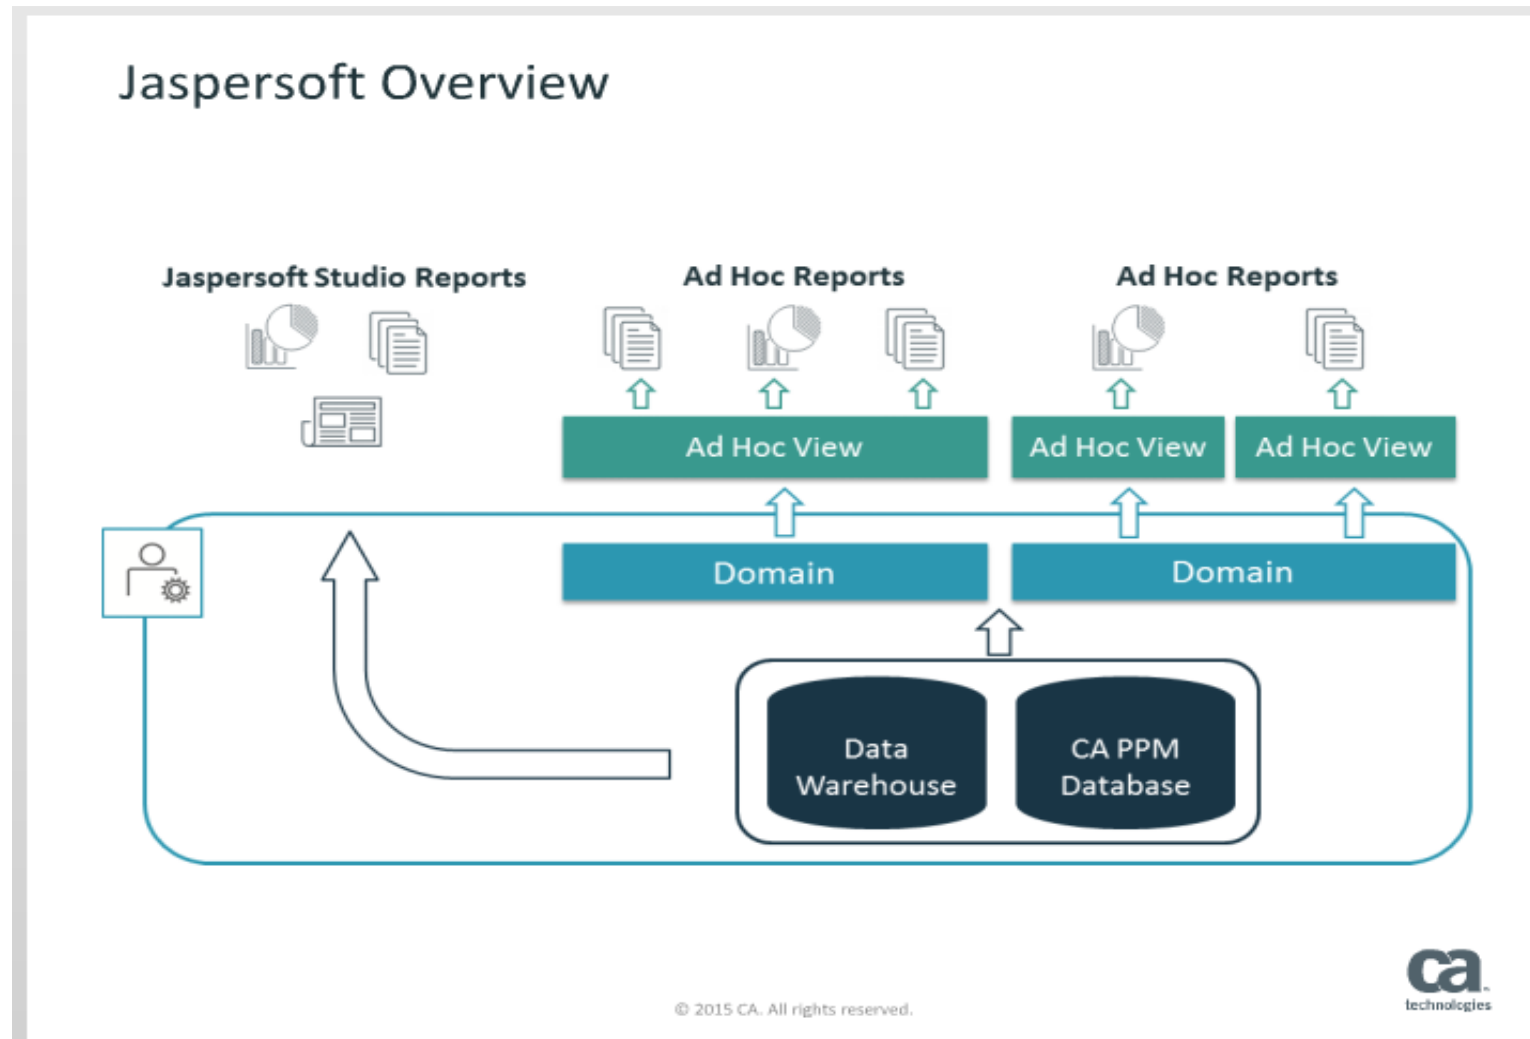 Jaspersoft Overview
Jaspersoft Studio Reports
Ad Hoc Reports
Ad Hoc Reports
Ad Hoc View
Ad Hoc View
Ad Hoc View
Domain
Domain
Data
Warehouse
CA PPM
Database
ca
technologies
© 2015 CA. All rights reserved.